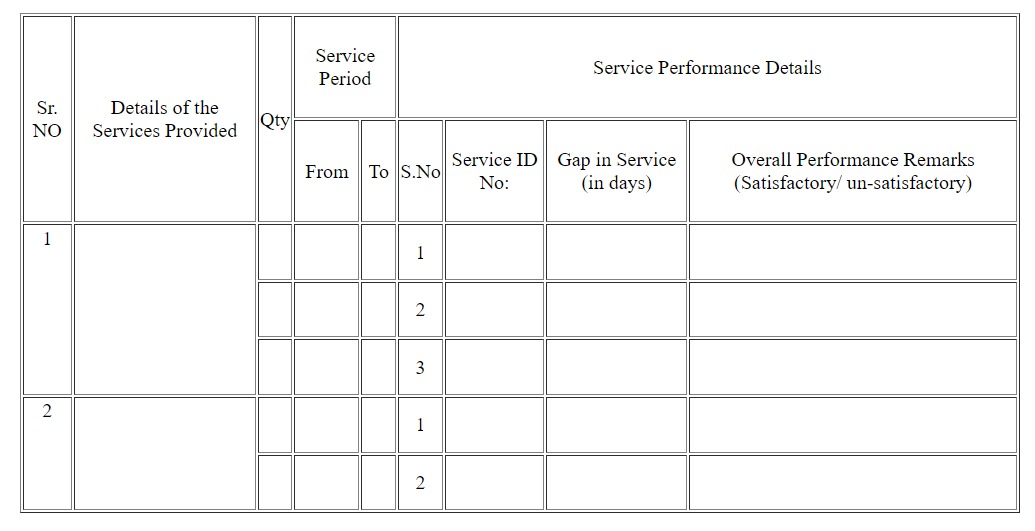 Sr.
NO
Details of the
Services Provided
Qty
Service
Period
Service Performance Details
From
To
S.No
Service ID
No:
Gap in Service
(in days)
Overall Performance Remarks
(Satisfactory/ un-satisfactory)
1
1
2
3
2
1
2